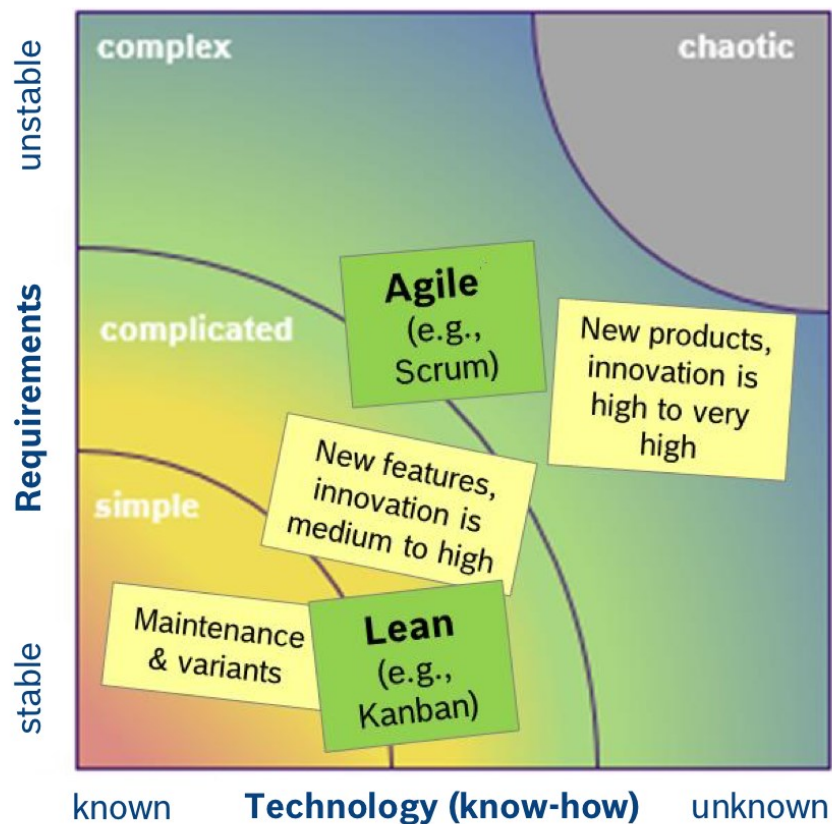 complex
chaotic
unstable
Requirements
stable
complicated
simple
Agile
(e.g.,
Scrum)
New products,
innovation is
high to very
high
New features,
innovation is
medium to high
Maintenance
& variants
Lean
(e.g.,
Kanban)
known
Technology (know-how)
unknown